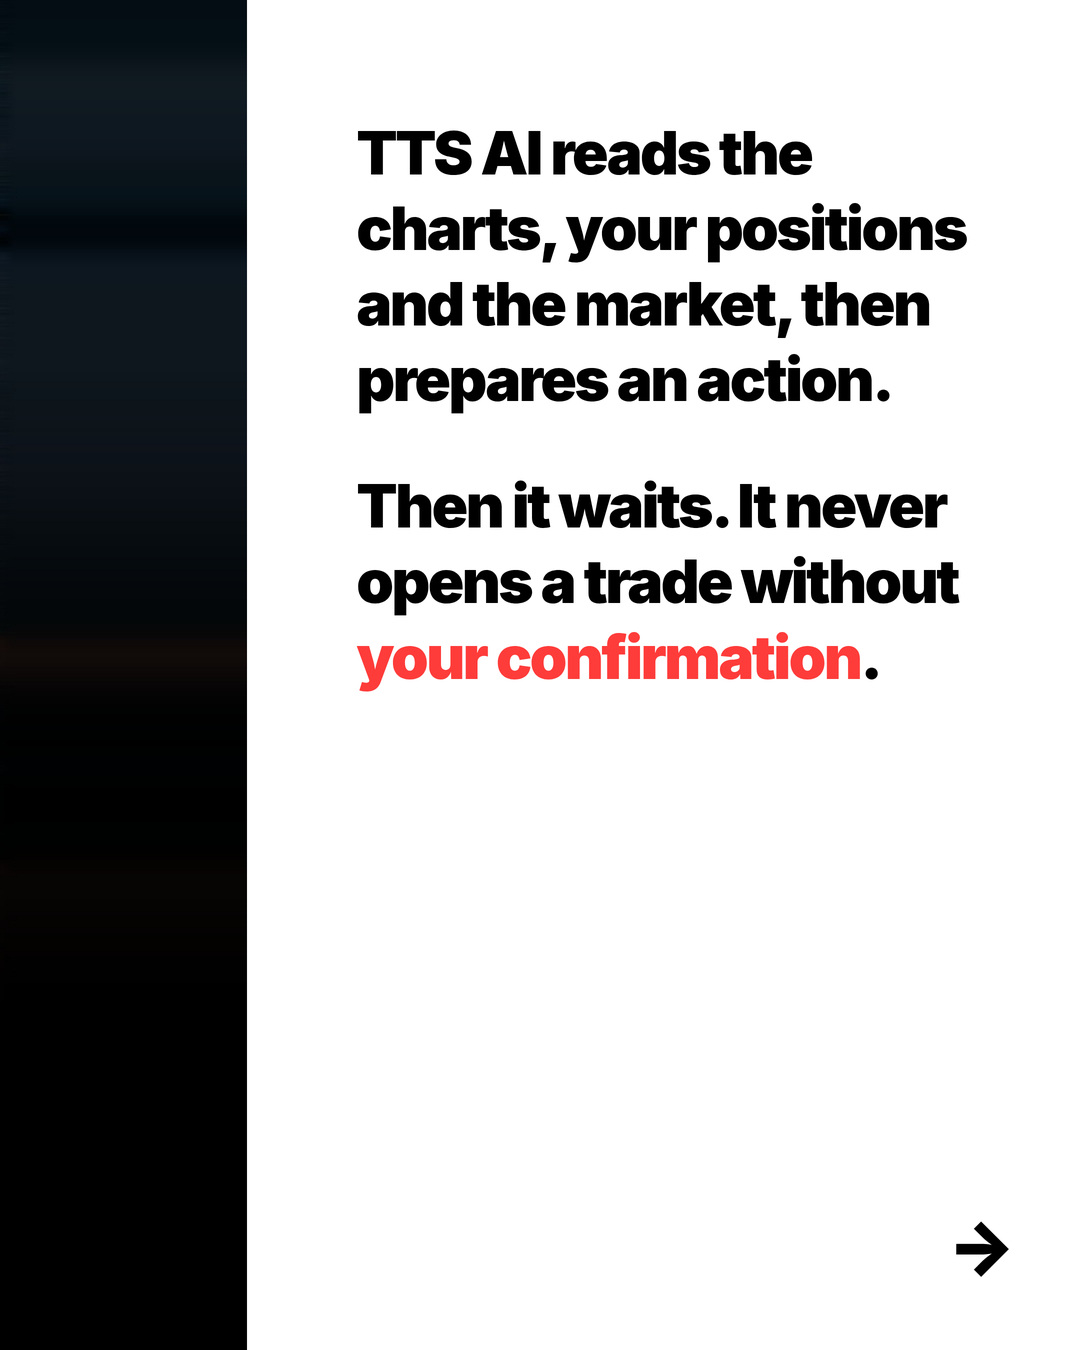 TTS AI reads the
charts, your positions
and the market, then
prepares an action.
Then it waits. It never
opens a trade without
your confirmation.